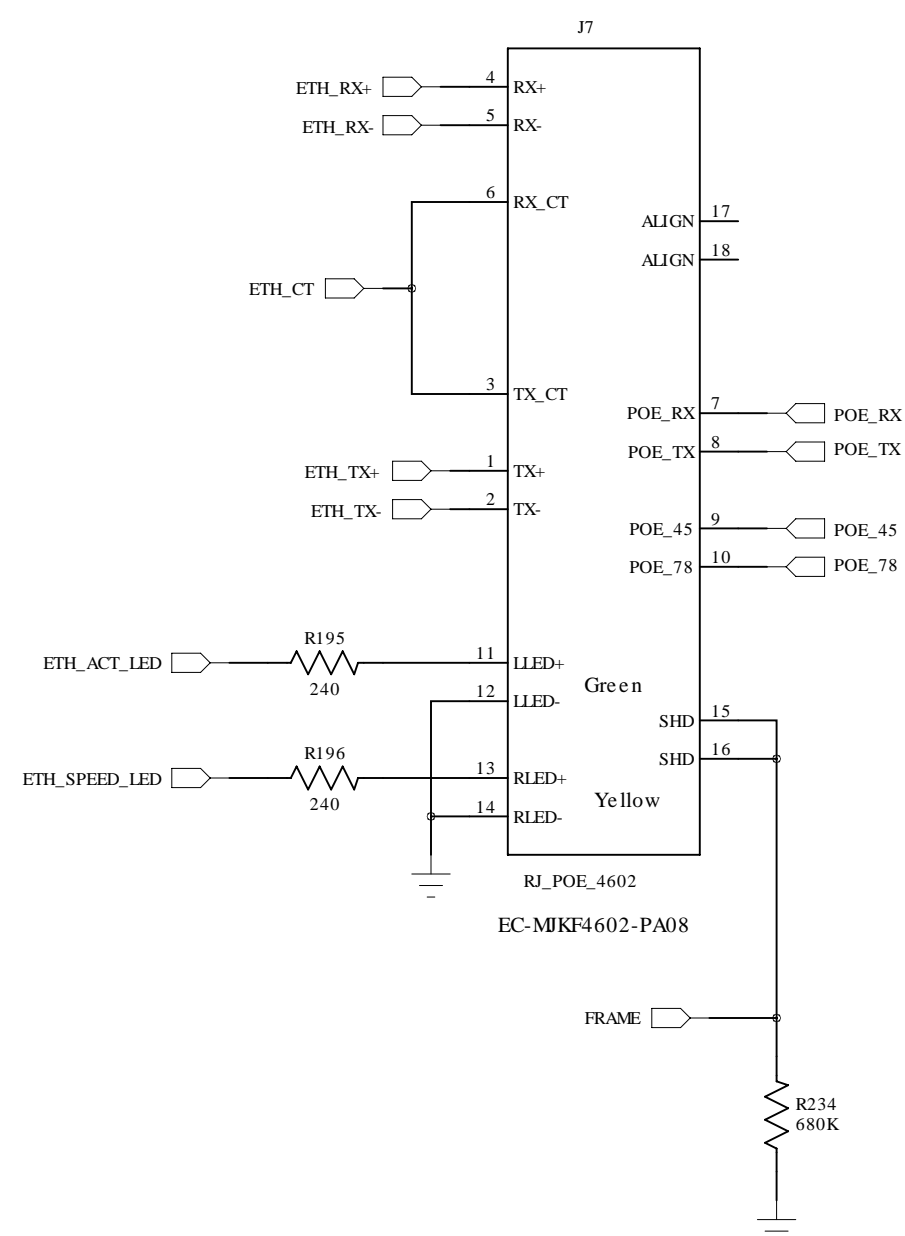 J7
ETH_RX+ 4 RX+
ETH_RX- 5 RX-
6 RX_CT
ALIGN 17
ALIGN 18
ETH_CT
3 TX_CT
POE_RX 7 POE_RX
POE_TX 8 POE_TX
ETH_TX+ 1 TX+
ETH_TX- 2 TX-
POE_45 9 POE_45
POE_78 10 POE_78
R195
ETH_ACT_LED 11 LLED+
240
12 LLED-
Green
SHD 15
SHD 16
R196
ETH_SPEED_LED 13 RLED+
240
Yellow
14 RLED-
RJ_POE_4602
EC-MJKF4602-PA08
FRAME
R234
680K